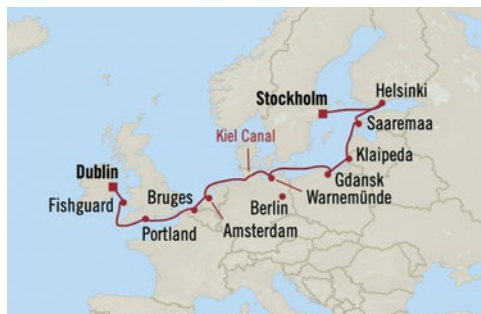 Helsinki
Stockholm
Saaremaa
Kiel Canal
Klaipeda
Dublin
Gdansk
Bruges
Warnemünde
Fishguard
Berlin
Amsterdam
Portland